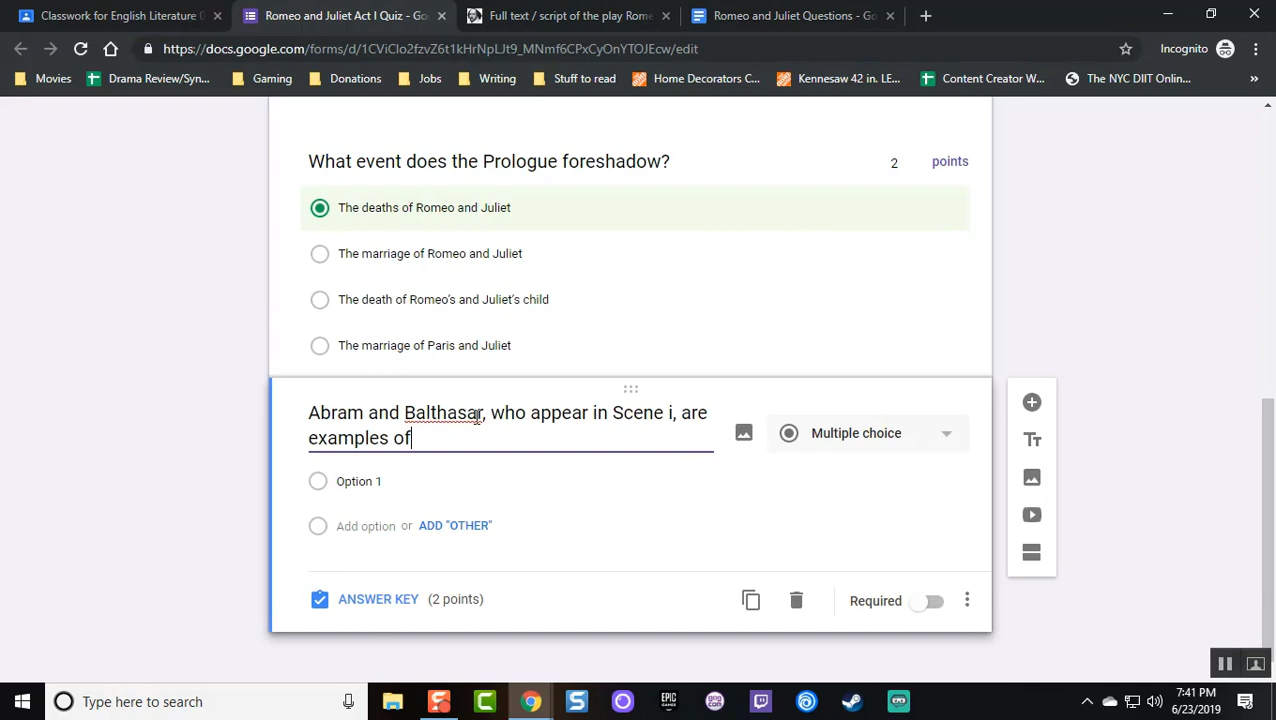 Classwork for English Literature 0
Romeo and Juliet Act I Quiz - Go
Full text / script of the play Rome
Romeo and Juliet Questions - Go
https://docs.google.com/forms/d/1CViClo2fzvZ6t1kHrNpLJt9_MNmf6CPxCyOnYTOJEcw/edit
Incognito
Movies
Drama Review/Syn...
Gaming
Donations
Jobs
Writing
Stuff to read
Home Decorators C...
Kennesaw 42 in. LE...
Content Creator W...
The NYC DIIT Onlin...
What event does the Prologue foreshadow?
2 points
The deaths of Romeo and Juliet
The marriage of Romeo and Juliet
The death of Romeo's and Juliet's child
The marriage of Paris and Juliet
Abram and Balthasar, who appear in Scene i, are
examples of
Multiple choice
Option 1
Add option or ADD "OTHER"
ANSWER KEY (2 points)
Required
Type here to search
EPIC GAMES
7:41 PM
6/23/2019